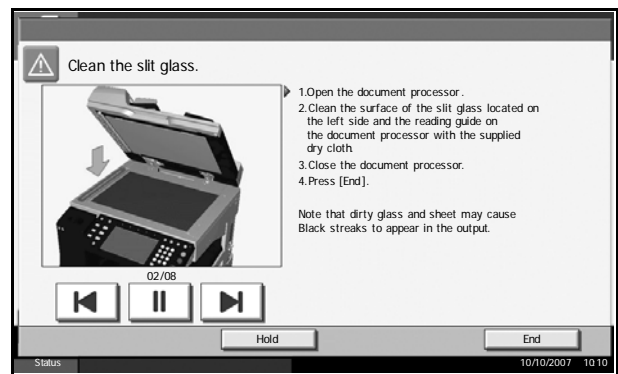 Clean the slit glass.
1.Open the document processor.
2.Clean the surface of the slit glass located on
the left side and the reading guide on
the document processor with the supplied
dry cloth.
3.Close the document processor.
4.Press [End].
Note that dirty glass and sheet may cause
Black streaks to appear in the output.
02/08
Hold
End
Status
10/10/2007 10:10